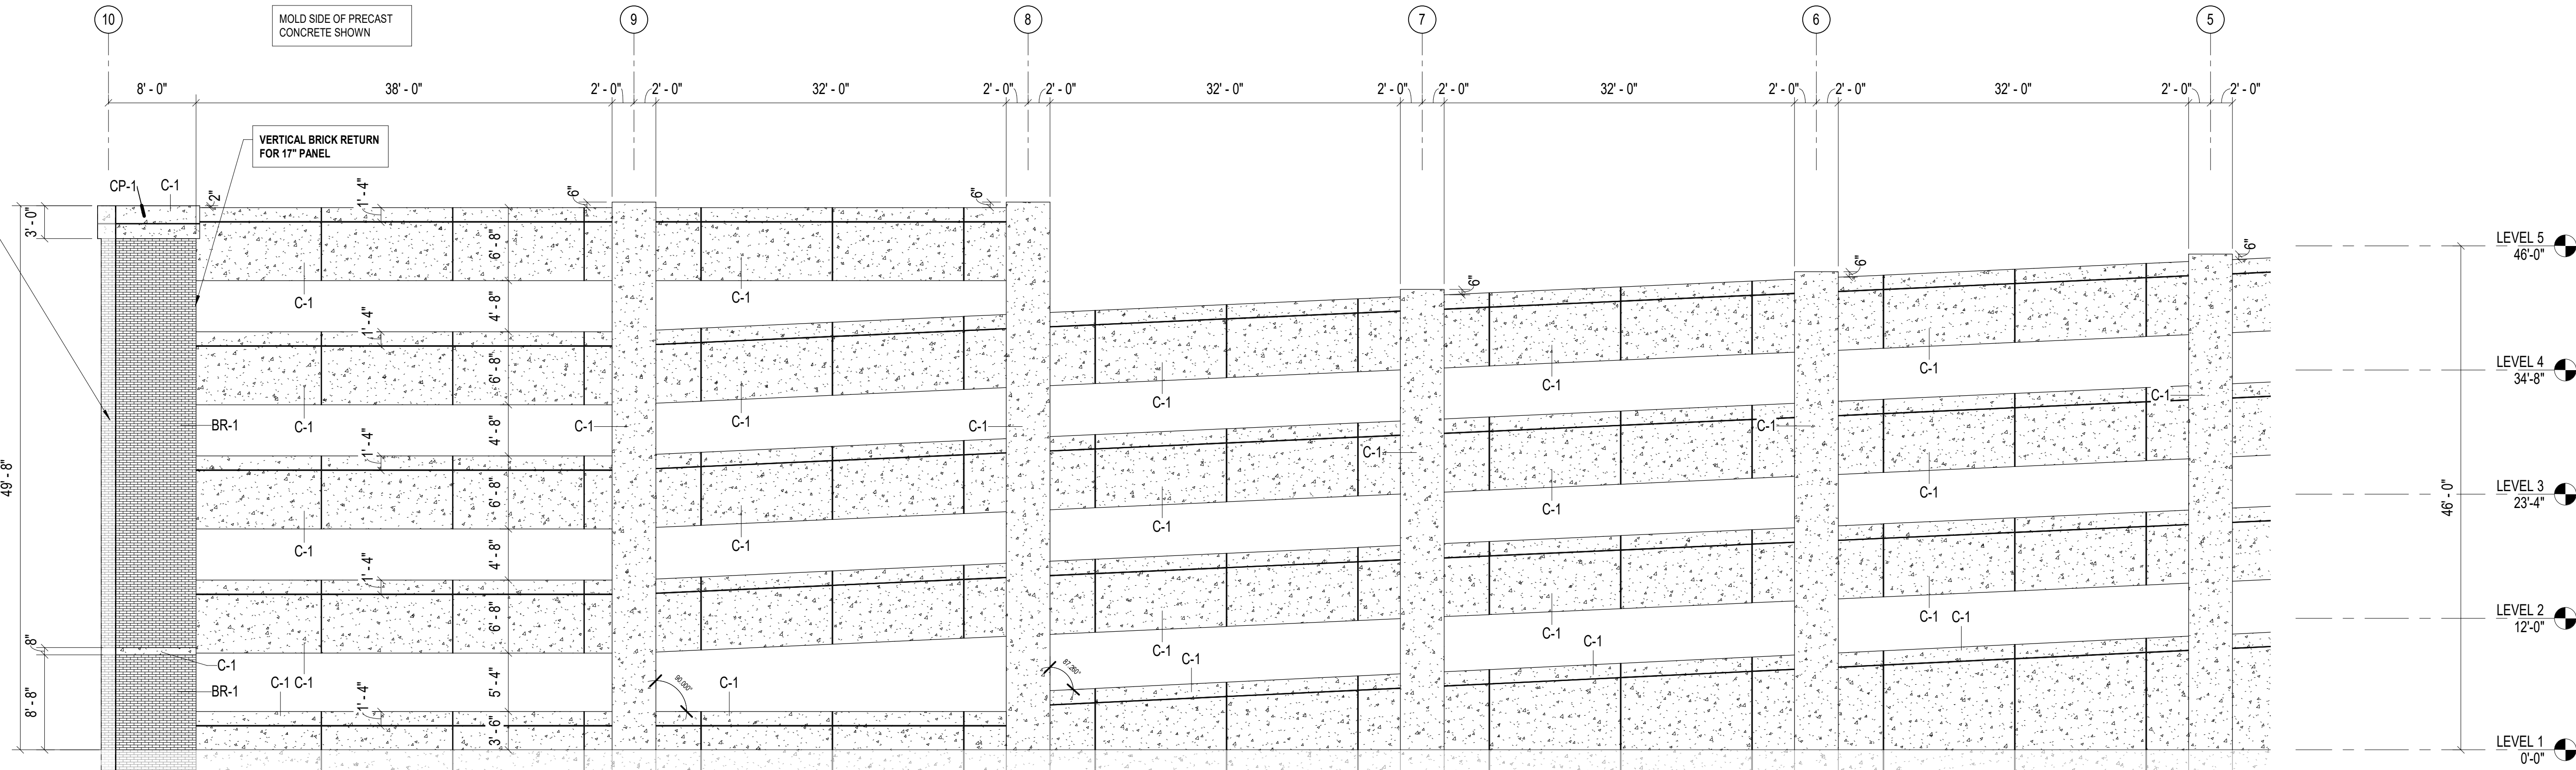 10
9
8
7
6
5
MOLD SIDE OF PRECAST
CONCRETE SHOWN
8' - 0"
38' - 0"
2' - 0"
2' - 0"
32' - 0"
2' - 0"
2' - 0"
32' - 0"
2' - 0"
2' - 0"
32' - 0"
2' - 0"
2' - 0"
32' - 0"
2' - 0"
2' - 0"
VERTICAL BRICK RETURN
FOR 17" PANEL
CP-1
C-1
2"
1' - 4"
6"
6"
3' - 0"
6' - 8"
6"
6"
6"
C-1
C-1
4' - 8"
1' - 4"
6' - 8"
C-1
C-1
C-1
C-1
C-1
C-1
BR-1
C-1
C-1
C-1
C-1
C-1
4' - 8"
1' - 4"
6' - 8"
49' - 8"
C-1
C-1
C-1
C-1
C-1
4' - 8"
1' - 4"
6' - 8"
C-1
C-1
C-1
C-1
8"
C-1
BR-1
C-1
C-1
C-1
C-1
C-1
C-1
90.000°
87.260°
8' - 8"
5' - 4"
1' - 4"
3' - 6"
46' - 0"
LEVEL 5
46'-0"
LEVEL 4
34'-8"
LEVEL 3
23'-4"
LEVEL 2
12'-0"
LEVEL 1
0'-0"